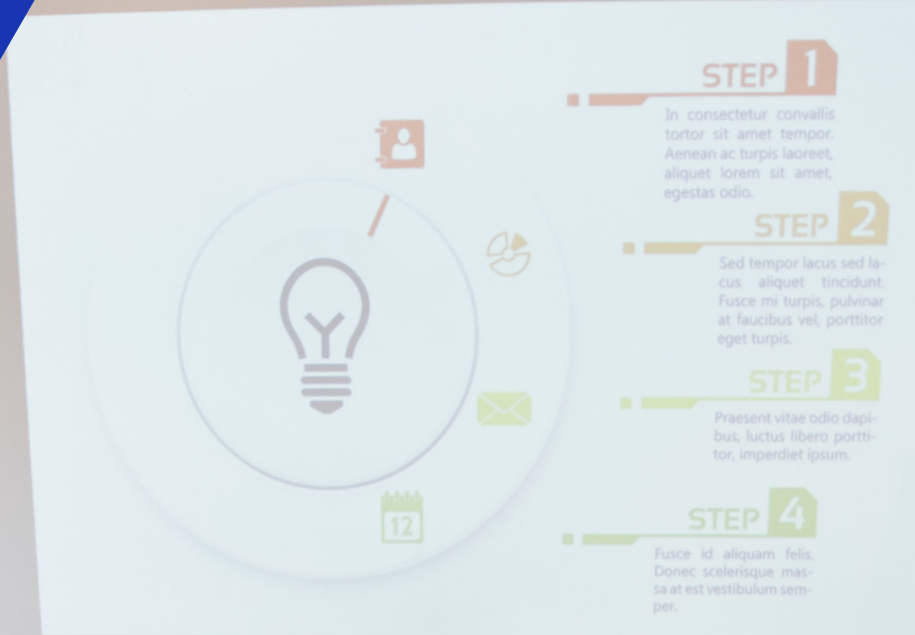 STEP 1
In consectetur convallis
tortor sit amet tempor.
Aenean ac turpis laoreet,
aliquet lorem sit amet,
egestas odio.
STEP 2
Sed tempor lacus sed la-
cus aliquet tincidunt.
Fusce mi turpis, pulvinar
at faucibus vel, porttitor
eget turpis.
STEP 3
Praesent vitae odio dapi-
bus, luctus libero portti-
tor, imperdiet ipsum.
12
STEP 4
Fusce id aliquam felis.
Donec scelerisque mas-
sa at est vestibulum sem-
per.